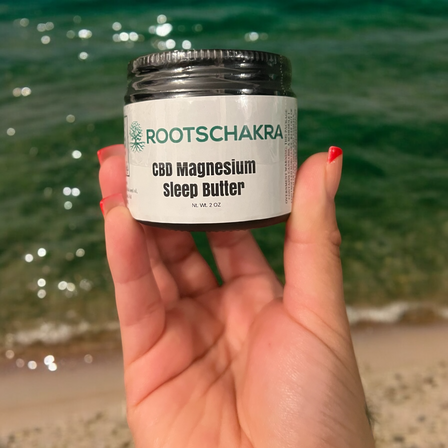 ROOTSCHAKRA
CBD Magnesium
Sleep Butter
Nt. Wt. 2 OZ